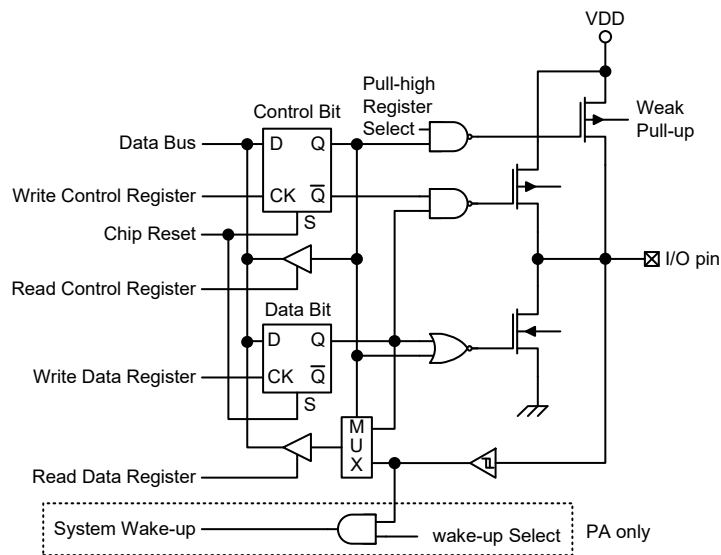 VDD
Pull-high
Register
Select
Weak
Pull-up
Control Bit
Data Bus
D
Q
Write Control Register
CK
Q
S
Chip Reset
I/O pin
Read Control Register
Data Bit
D
Q
Write Data Register
CK
Q
S
M
U
X
Read Data Register
System Wake-up
wake-up Select
PA only